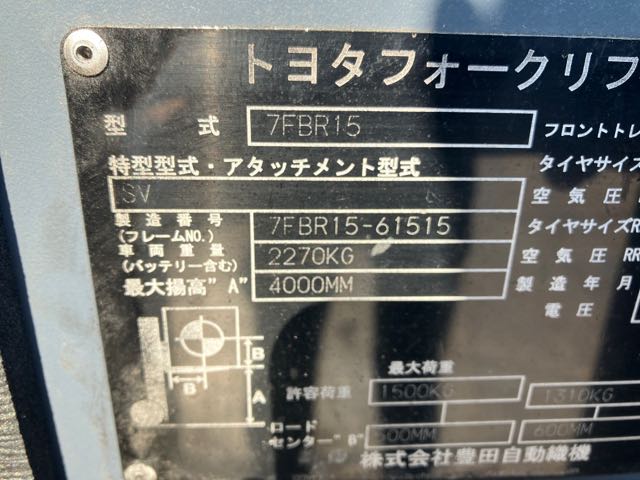 トヨタフォークリフ
型式 7FBR15 フロントトレ
特型型式・アタッチメント型式 タイヤサイズ
SV 空気圧
製造番号 7FBR15-61515 タイヤサイズR
(フレームNO.)
車両重量 2270KG 空気圧 RR
(バッテリー含む)
最大揚高"A" 4000MM 製造年月
電圧
B
B A
最大荷重
許容荷重 1500KG 1310KG
ロード
センター"B" 500MM 600MM
株式会社豊田自動織機